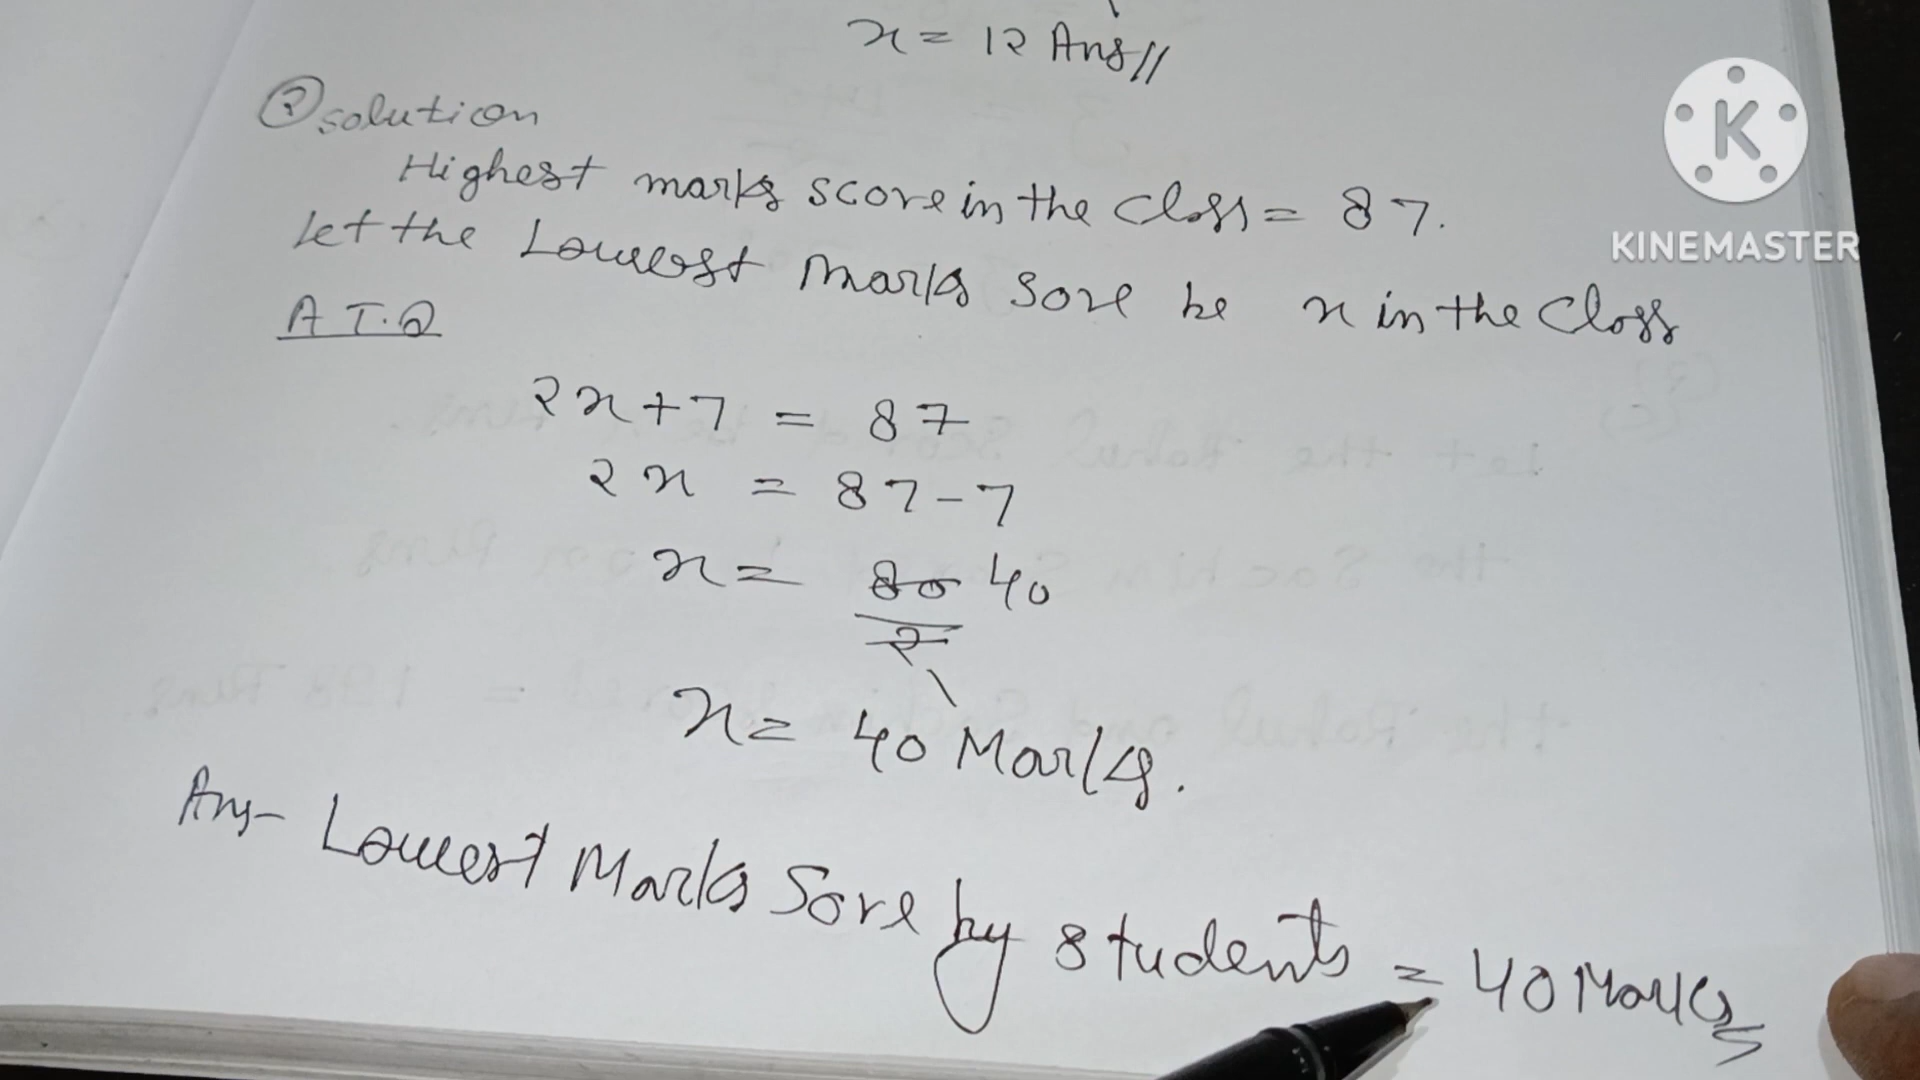 x = 12 Ans//
② solution
Highest marks score in the class = 87.
let the Lowest marks Sore be x in the class
A T.Q
2x+7 = 87
2x = 87-7
x = 80/2 40
x = 40 Marks.
Ans- Lowest Marks Sore by students = 40 Marks
K
KINEMASTER